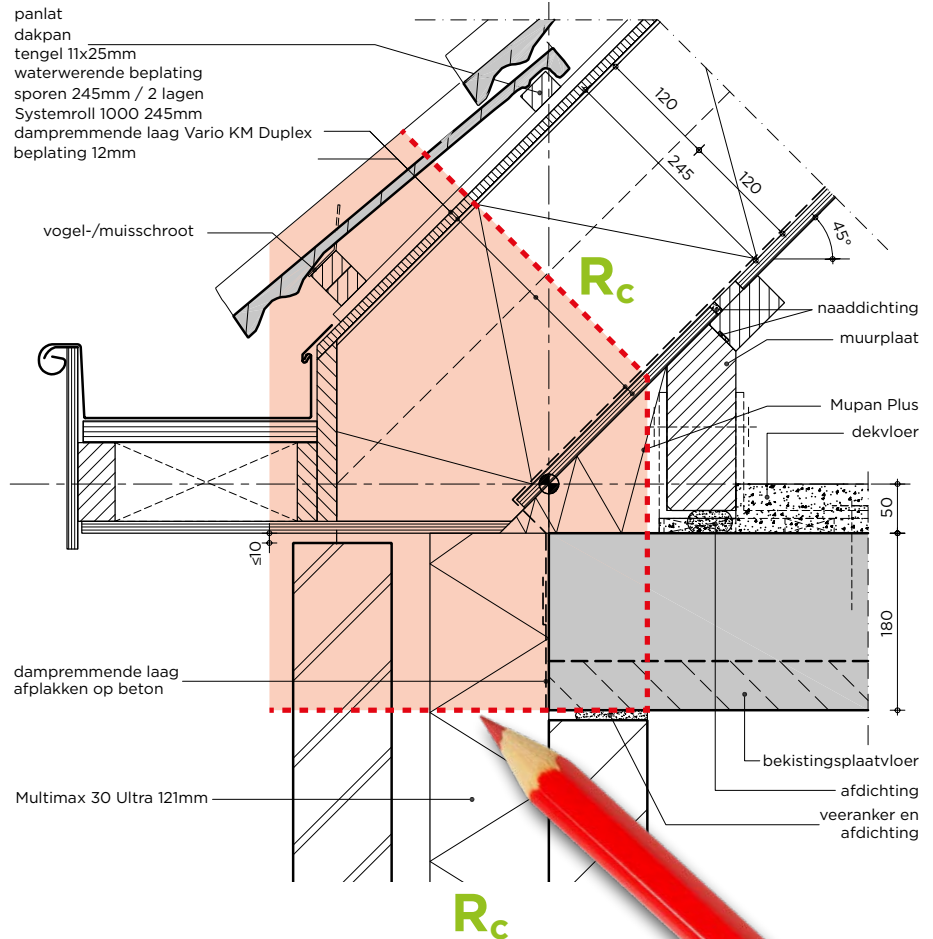 panlat
dakpan
tengel 11x25mm
waterwerende beplating
sporen 245mm / 2 lagen
Systemroll 1000 245mm
dampremmende laag Vario KM Duplex
beplating 12mm
vogel-/muisschroot
120
245
120
45°
Rc
naaddichting
muurplaat
Mupan Plus
dekvloer
50
≤10
180
dampremmende laag
afplakken op beton
bekistingsplaatvloer
Multimax 30 Ultra 121mm
afdichting
veeranker en
afdichting
Rc